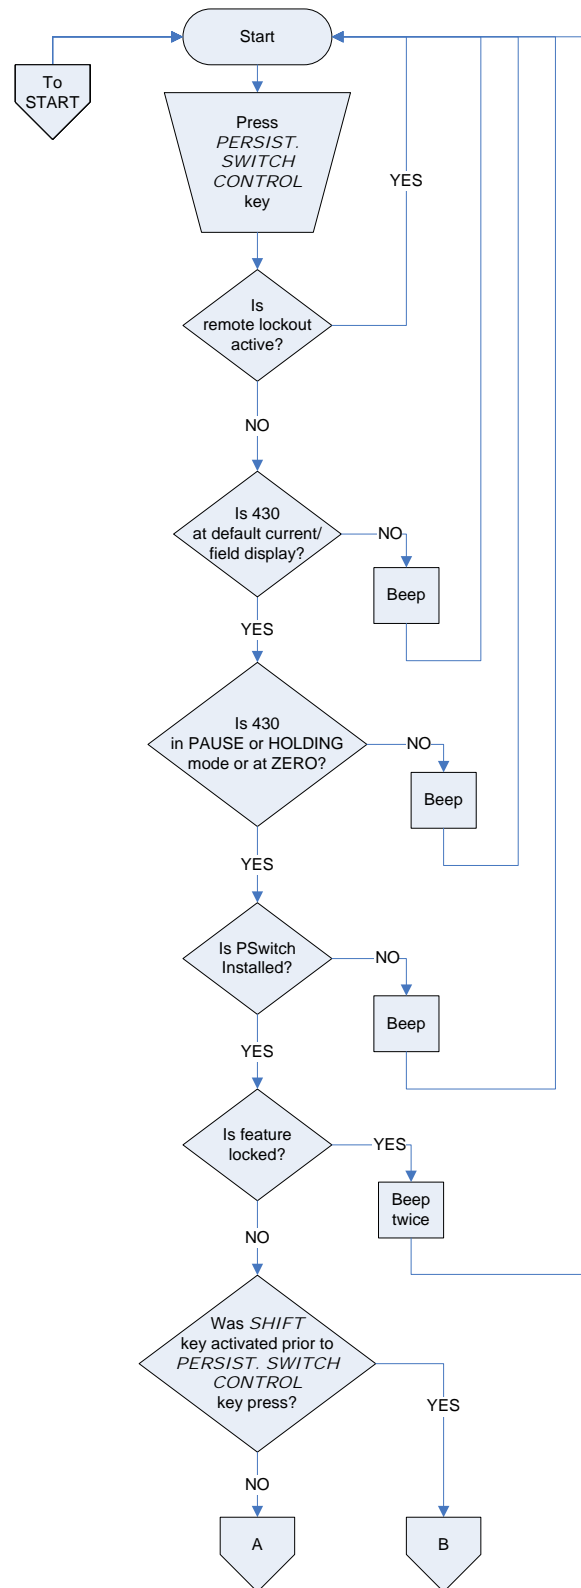 Start
To
START
Press
PERSIST.
SWITCH
CONTROL
key
YES
Is
remote lockout
active?
NO
Is 430
at default current/
field display?
NO
Beep
YES
Is 430
in PAUSE or HOLDING
mode or at ZERO?
NO
Beep
YES
Is PSwitch
Installed?
NO
Beep
YES
Is feature
locked?
YES
Beep
twice
NO
Was SHIFT
key activated prior to
PERSIST. SWITCH
CONTROL
key press?
YES
NO
A
B